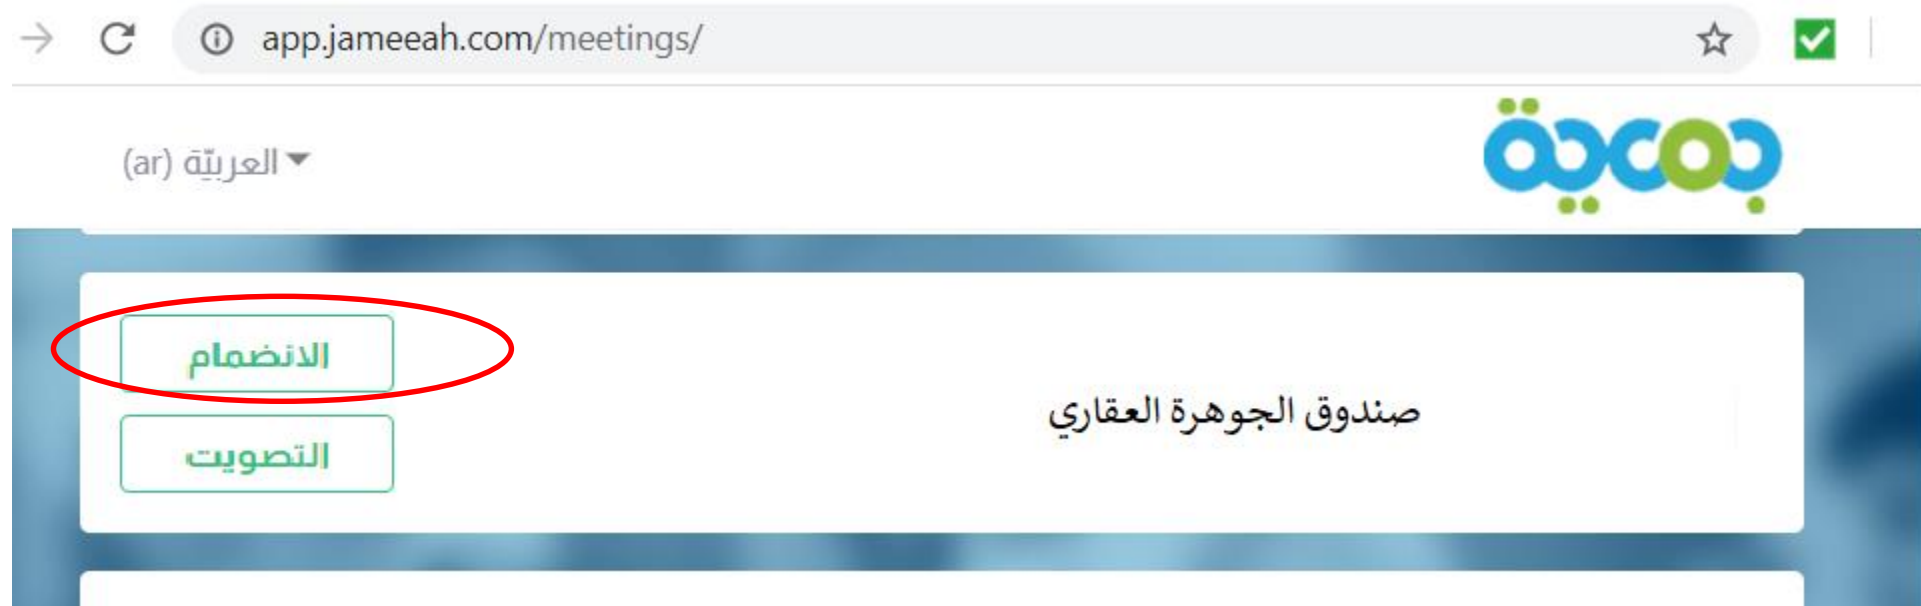 app.jameeah.com/meetings/
جمعية
العربيّة (ar)
الانضمام
صندوق الجوهرة العقاري
التصويت